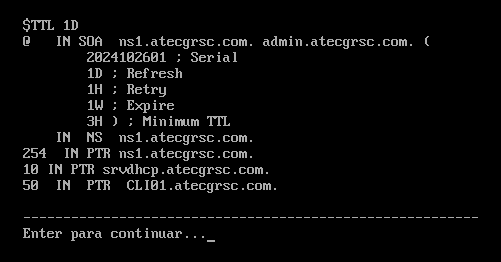 $TTL 1D
@   IN SOA  ns1.atecgrsc.com. admin.atecgrsc.com. (
        2024102601 ; Serial
        1D ; Refresh
        1H ; Retry
        1W ; Expire
        3H ) ; Minimum TTL
    IN  NS  ns1.atecgrsc.com.
254  IN PTR ns1.atecgrsc.com.
10 IN PTR srvdhcp.atecgrsc.com.
50  IN  PTR  CLI01.atecgrsc.com.
---------------------------------------------------------
Enter para continuar..._